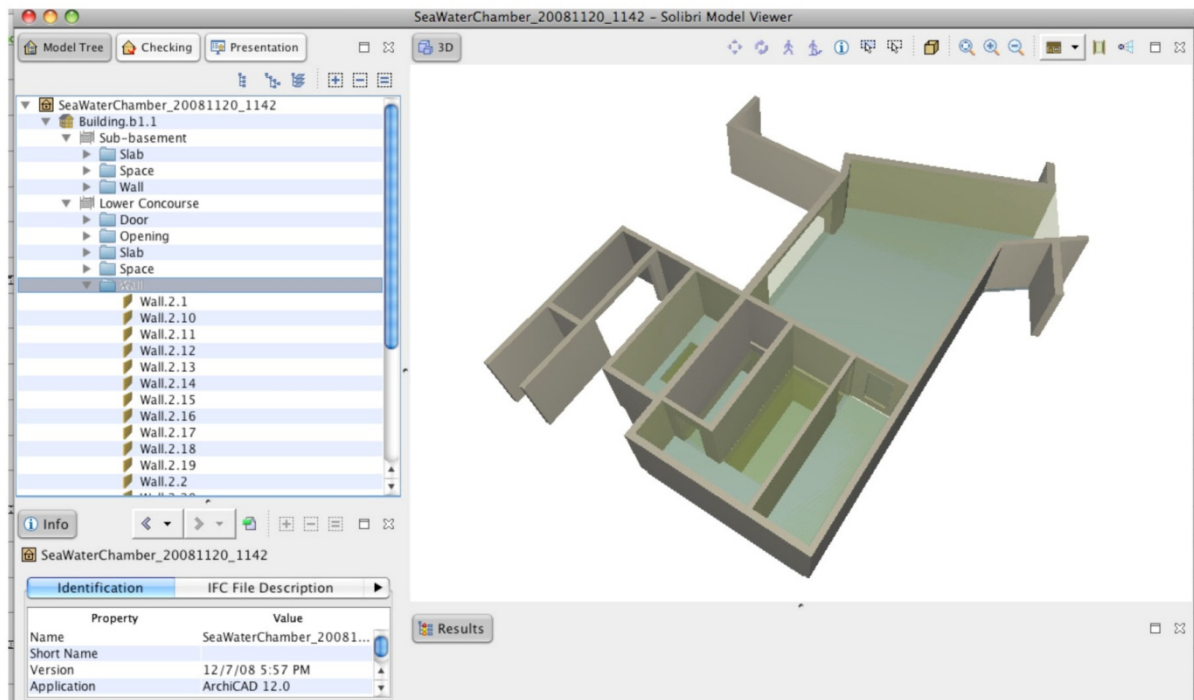 SeaWaterChamber_20081120_1142 – Solibri Model Viewer
Model Tree
Checking
Presentation
3D
SeaWaterChamber_20081120_1142
Building.b1.1
Sub-basement
Slab
Space
Wall
Lower Concourse
Door
Opening
Slab
Space
Wall
Wall.2.1
Wall.2.10
Wall.2.11
Wall.2.12
Wall.2.13
Wall.2.14
Wall.2.15
Wall.2.16
Wall.2.17
Wall.2.18
Wall.2.19
Wall.2.2
Info
SeaWaterChamber_20081120_1142
Identification
IFC File Description
Property Value
Name SeaWaterChamber_20081...
Short Name
Version 12/7/08 5:57 PM
Application ArchiCAD 12.0
Results